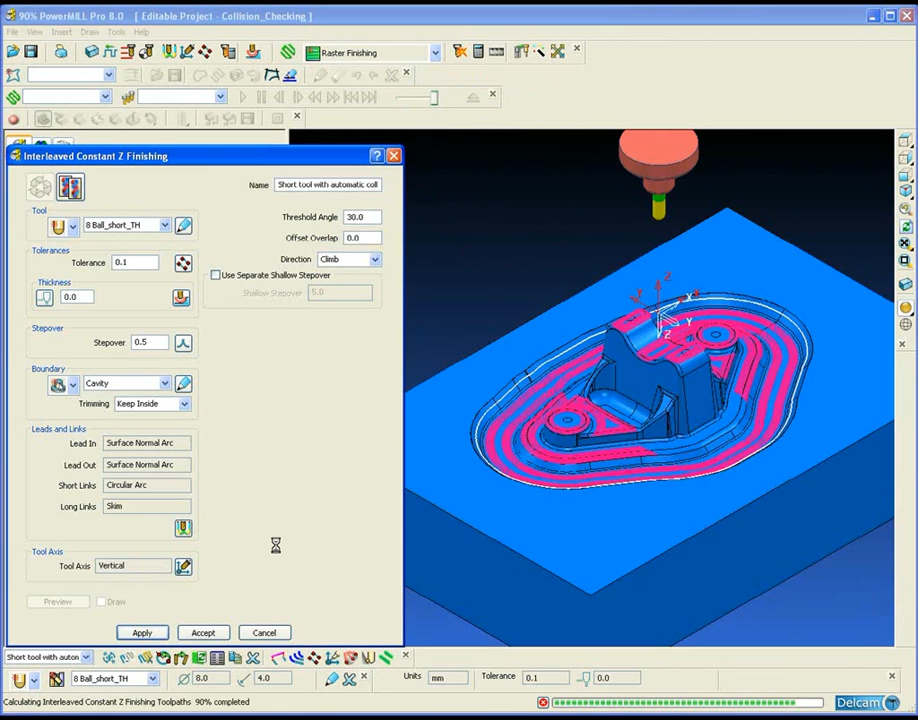 90% PowerMILL Pro 8.0 [ Editable Project - Collision_Checking ]
File View Insert Draw Tools Help
Raster Finishing
Interleaved Constant Z Finishing
Name Short tool with automatic coll
Tool
8 Ball_short_TH
Threshold Angle 30.0
Offset Overlap 0.0
Tolerances
Tolerance 0.1
Direction Climb
Use Separate Shallow Stepover
Thickness
0.0
Shallow Stepover 5.0
Stepover
Stepover 0.5
Boundary
Cavity
Trimming Keep Inside
Leads and Links
Lead In Surface Normal Arc
Lead Out Surface Normal Arc
Short Links Circular Arc
Long Links Skim
Tool Axis
Tool Axis Vertical
Preview Draw
Apply Accept Cancel
X
Y
Z
X
Y
Z
Short tool with auton
8 Ball_short_TH 8.0 4.0 Units mm Tolerance 0.1 0.0
Calculating Interleaved Constant Z Finishing Toolpaths 90% completed
Delcam